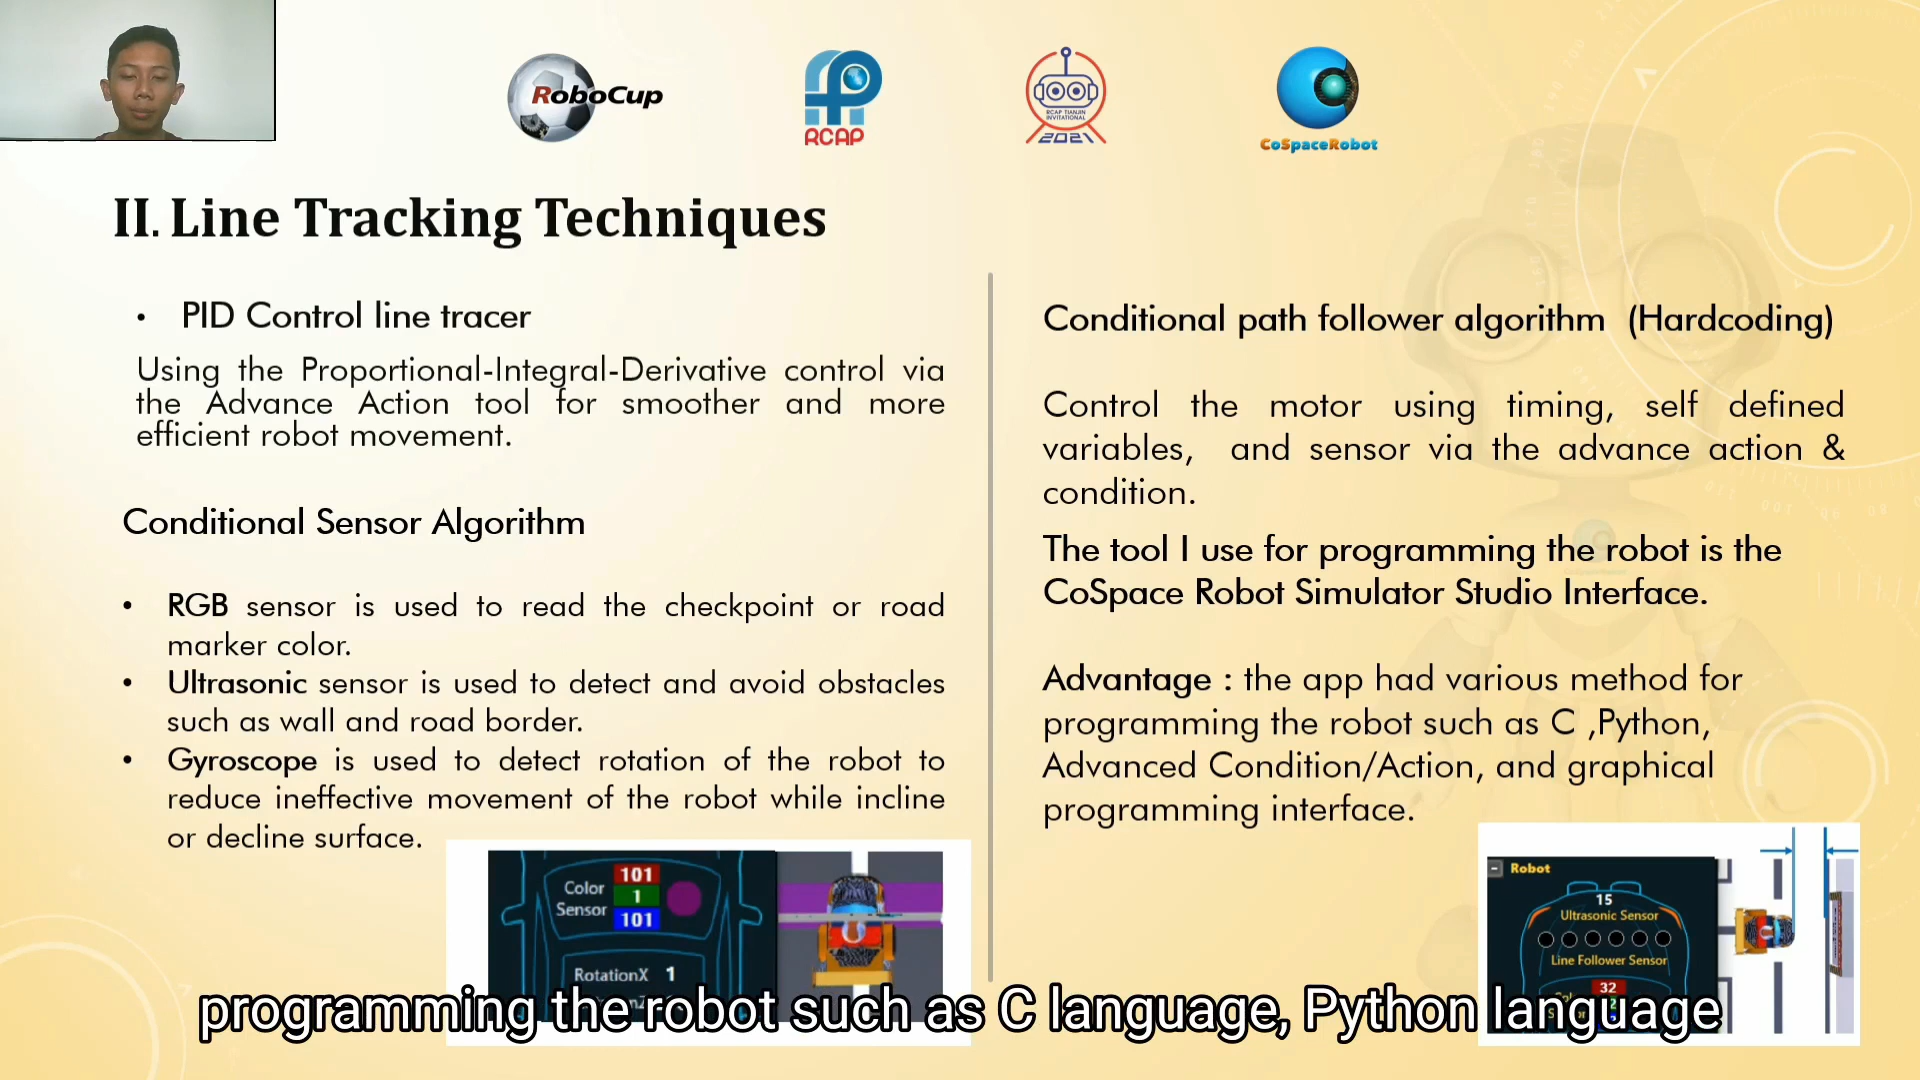 RoboCup
RCAP
RCAP TIANJIN
INVITATIONAL
2021
CoSpaceRobot
II. Line Tracking Techniques
• PID Control line tracer
Using the Proportional-Integral-Derivative control via
the Advance Action tool for smoother and more
efficient robot movement.
Conditional Sensor Algorithm
• RGB sensor is used to read the checkpoint or road
marker color.
• Ultrasonic sensor is used to detect and avoid obstacles
such as wall and road border.
• Gyroscope is used to detect rotation of the robot to
reduce ineffective movement of the robot while incline
or decline surface.
Color
Sensor
101
1
101
RotationX 1
Conditional path follower algorithm (Hardcoding)
Control the motor using timing, self defined
variables, and sensor via the advance action &
condition.
The tool I use for programming the robot is the
CoSpace Robot Simulator Studio Interface.
Advantage : the app had various method for
programming the robot such as C ,Python,
Advanced Condition/Action, and graphical
programming interface.
Robot
15
Ultrasonic Sensor
Line Follower Sensor
32
programming the robot such as C language, Python language